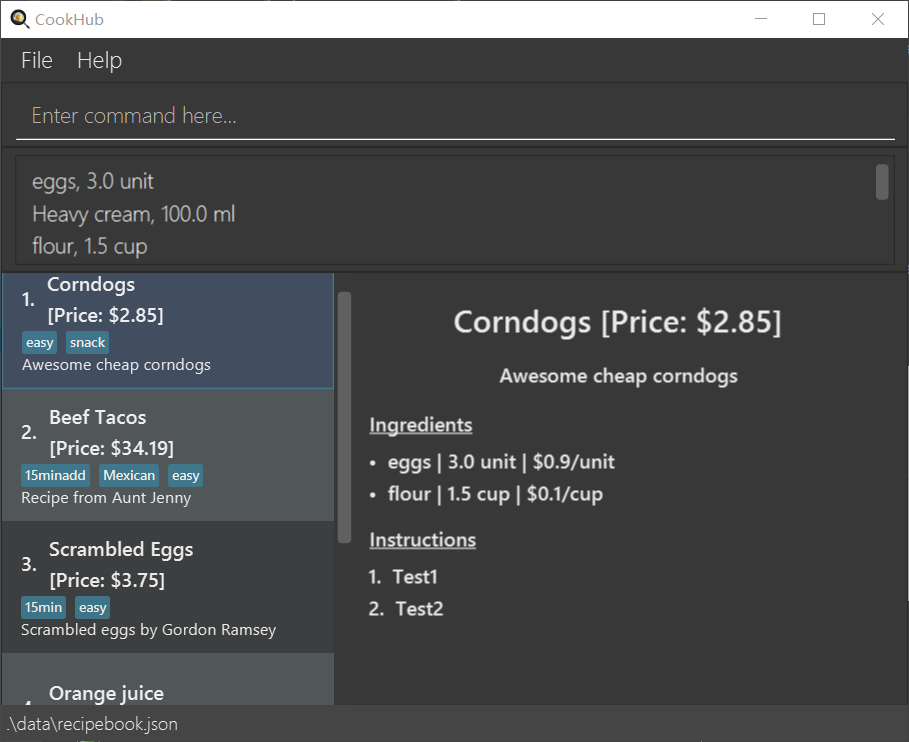 CookHub
File Help
Enter command here...
eggs, 3.0 unit
Heavy cream, 100.0 ml
flour, 1.5 cup
1. Corndogs
[Price: $2.85]
easy snack
Awesome cheap corndogs
2. Beef Tacos
[Price: $34.19]
15minadd Mexican easy
Recipe from Aunt Jenny
3. Scrambled Eggs
[Price: $3.75]
15min easy
Scrambled eggs by Gordon Ramsey
Orange juice
Corndogs [Price: $2.85]
Awesome cheap corndogs
Ingredients
• eggs | 3.0 unit | $0.9/unit
• flour | 1.5 cup | $0.1/cup
Instructions
1. Test1
2. Test2
.\data\recipebook.json